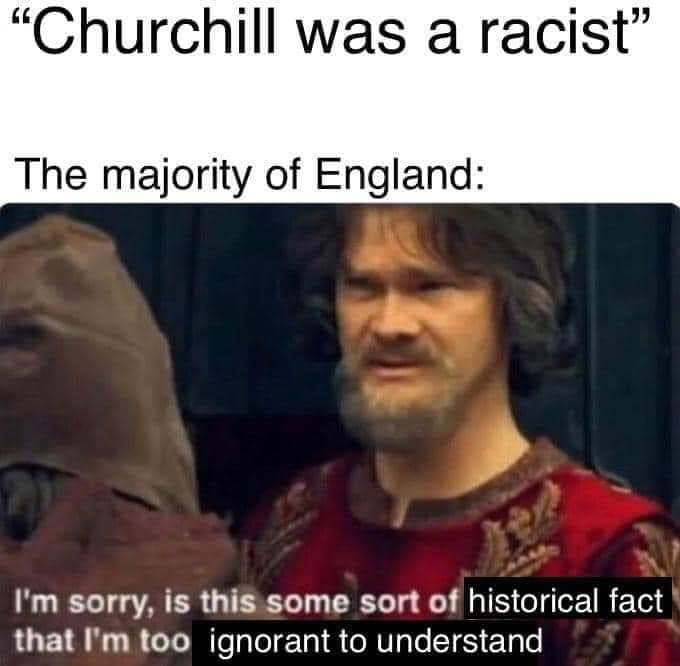 “Churchill was a racist”
The majority of England:
I'm sorry, is this some sort of historical fact
that I'm too ignorant to understand